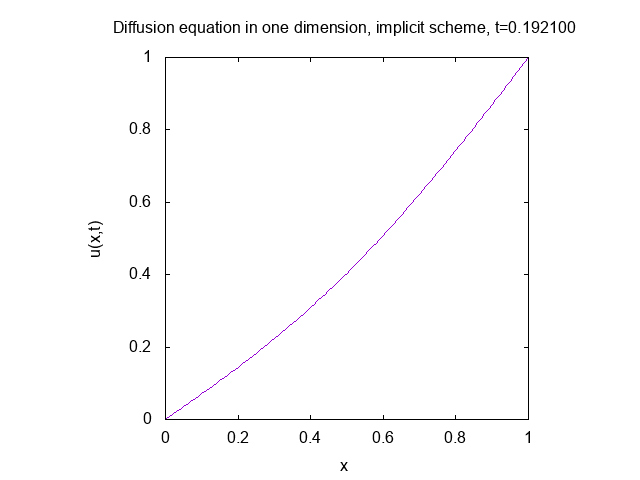 Diffusion equation in one dimension, implicit scheme, t=0.192100
1
0.8
0.6
0.4
0.2
0
u(x,t)
0 0.2 0.4 0.6 0.8 1
x